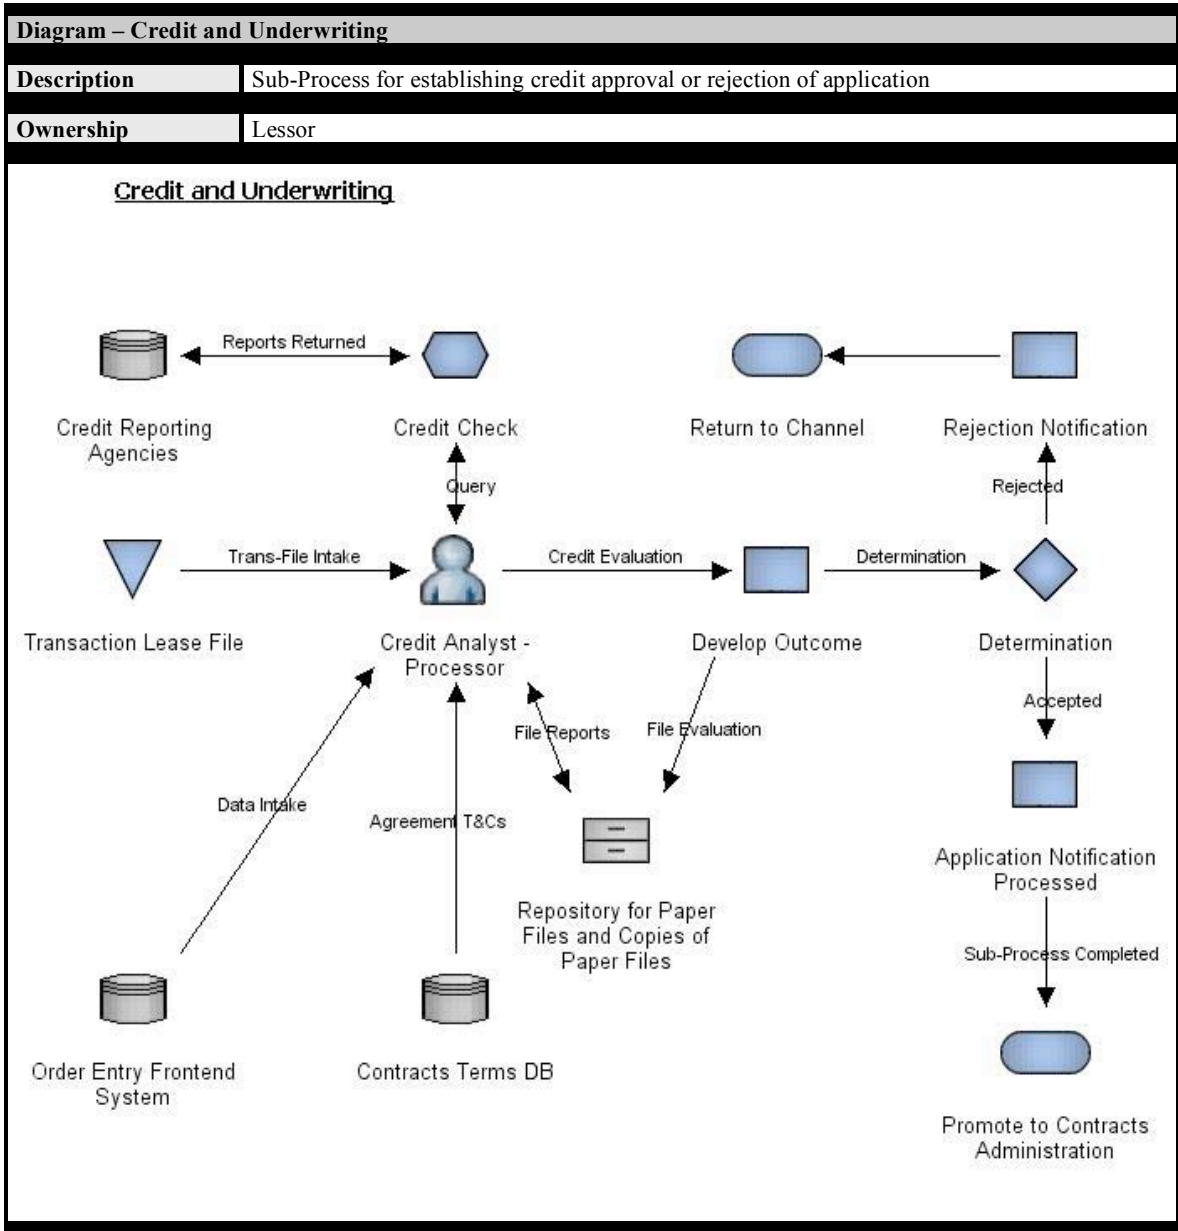 Diagram – Credit and Underwriting
Description
Sub-Process for establishing credit approval or rejection of application
Ownership
Lessor
Credit and Underwriting
Reports Returned
Credit Reporting
Agencies
Credit Check
Return to Channel
Rejection Notification
Query
Rejected
Trans-File Intake
Credit Evaluation
Determination
Transaction Lease File
Credit Analyst -
Processor
Develop Outcome
Determination
Accepted
File Reports
File Evaluation
Data Intake
Agreement T&Cs
Application Notification
Processed
Repository for Paper
Files and Copies of
Paper Files
Sub-Process Completed
Order Entry Frontend
System
Contracts Terms DB
Promote to Contracts
Administration